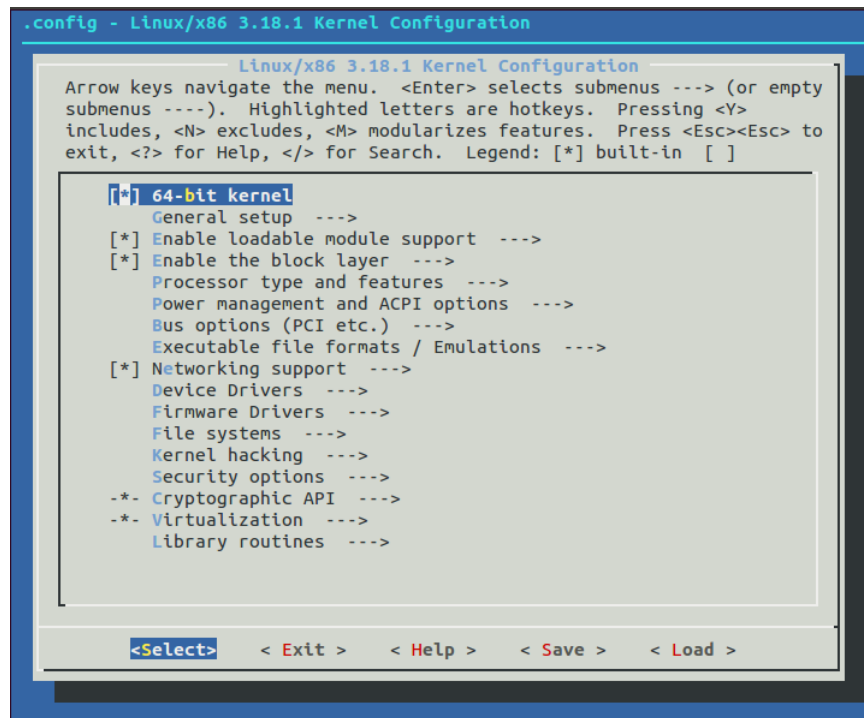 .config - Linux/x86 3.18.1 Kernel Configuration
Linux/x86 3.18.1 Kernel Configuration
Arrow keys navigate the menu.  <Enter> selects submenus ---> (or empty
submenus ----).  Highlighted letters are hotkeys.  Pressing <Y>
includes, <N> excludes, <M> modularizes features.  Press <Esc><Esc> to
exit, <?> for Help, </> for Search.  Legend: [*] built-in  [ ]
[*] 64-bit kernel
General setup  --->
[*] Enable loadable module support  --->
[*] Enable the block layer  --->
Processor type and features  --->
Power management and ACPI options  --->
Bus options (PCI etc.)  --->
Executable file formats / Emulations  --->
[*] Networking support  --->
Device Drivers  --->
Firmware Drivers  --->
File systems  --->
Kernel hacking  --->
Security options  --->
-*- Cryptographic API  --->
-*- Virtualization  --->
Library routines  --->
<Select>    < Exit >    < Help >    < Save >    < Load >